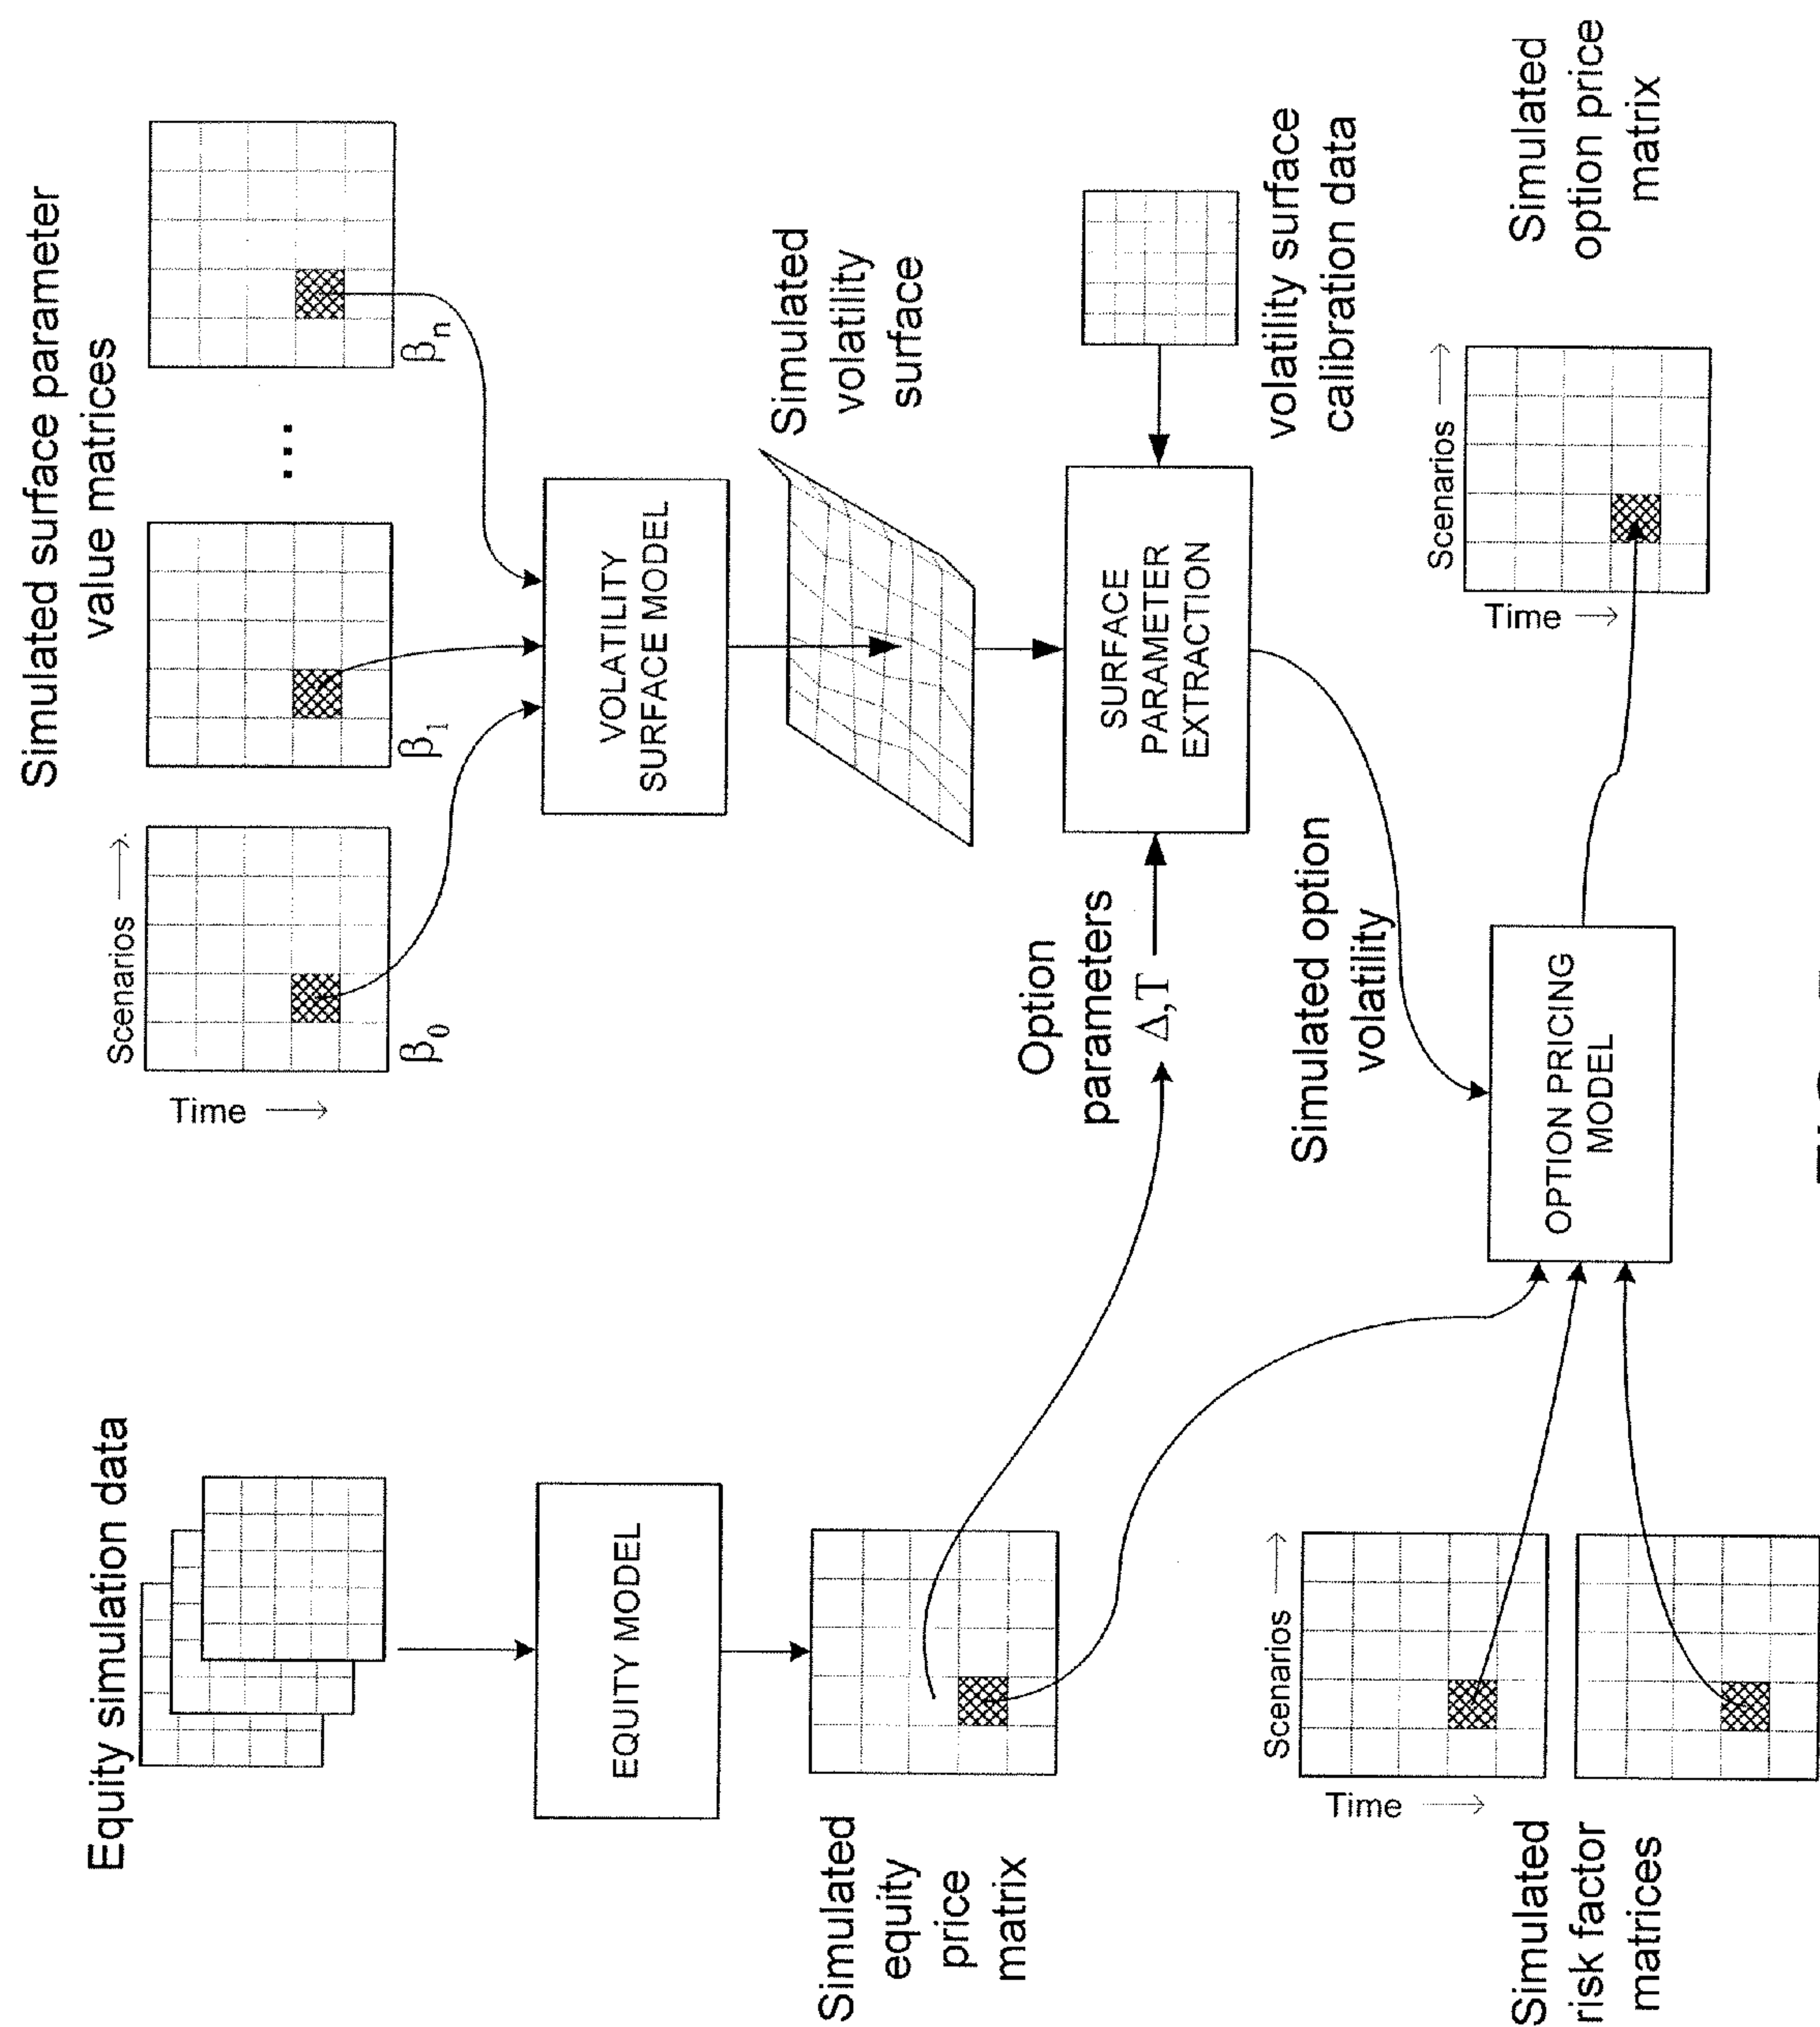 Equity simulation data
Simulated surface parameter
value matrices
Scenarios
Time
β0
β1
...
βn
EQUITY MODEL
VOLATILITY
SURFACE MODEL
Simulated
equity
price
matrix
Simulated
volatility
surface
Option
parameters
Δ,T
SURFACE
PARAMETER
EXTRACTION
volatility surface
calibration data
Simulated option
volatility
Scenarios
Time
Simulated
risk factor
matrices
OPTION PRICING
MODEL
Scenarios
Time
Simulated
option price
matrix